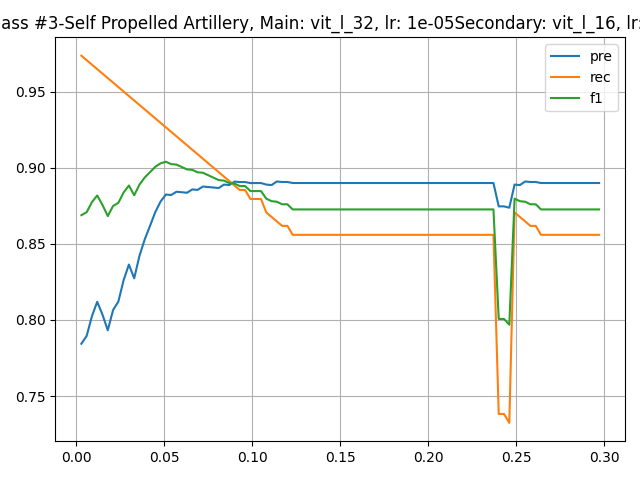 ass #3-Self Propelled Artillery, Main: vit_l_32, lr: 1e-05Secondary: vit_l_16, lr:
pre
rec
f1
0.95
0.90
0.85
0.80
0.75
0.00 0.05 0.10 0.15 0.20 0.25 0.30